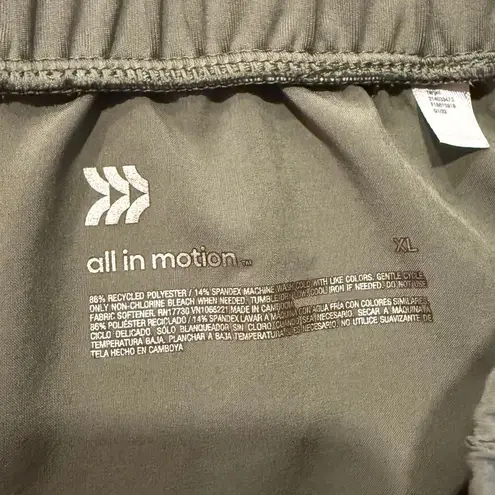 all in motion™
XL
86% RECYCLED POLYESTER / 14% SPANDEX MACHINE WASH COLD WITH LIKE COLORS. GENTLE CYCLE.
ONLY NON-CHLORINE BLEACH WHEN NEEDED. TUMBLE DRY LOW. COOL IRON IF NEEDED. DO NOT USE
FABRIC SOFTENER. RN17730 VN1086221 MADE IN CAMBODIA
86% POLIÉSTER RECICLADO / 14% SPANDEX LAVAR A MÁQUINA CON AGUA FRÍA CON COLORES SIMILARES.
CICLO DELICADO. SÓLO BLANQUEADOR SIN CLORO CUANDO SEA NECESARIO. SECAR A MÁQUINA A
TEMPERATURA BAJA. PLANCHAR A BAJA TEMPERATURA SI ES NECESARIO. NO UTILICE SUAVIZANTE DE
TELA HECHO EN CAMBOYA